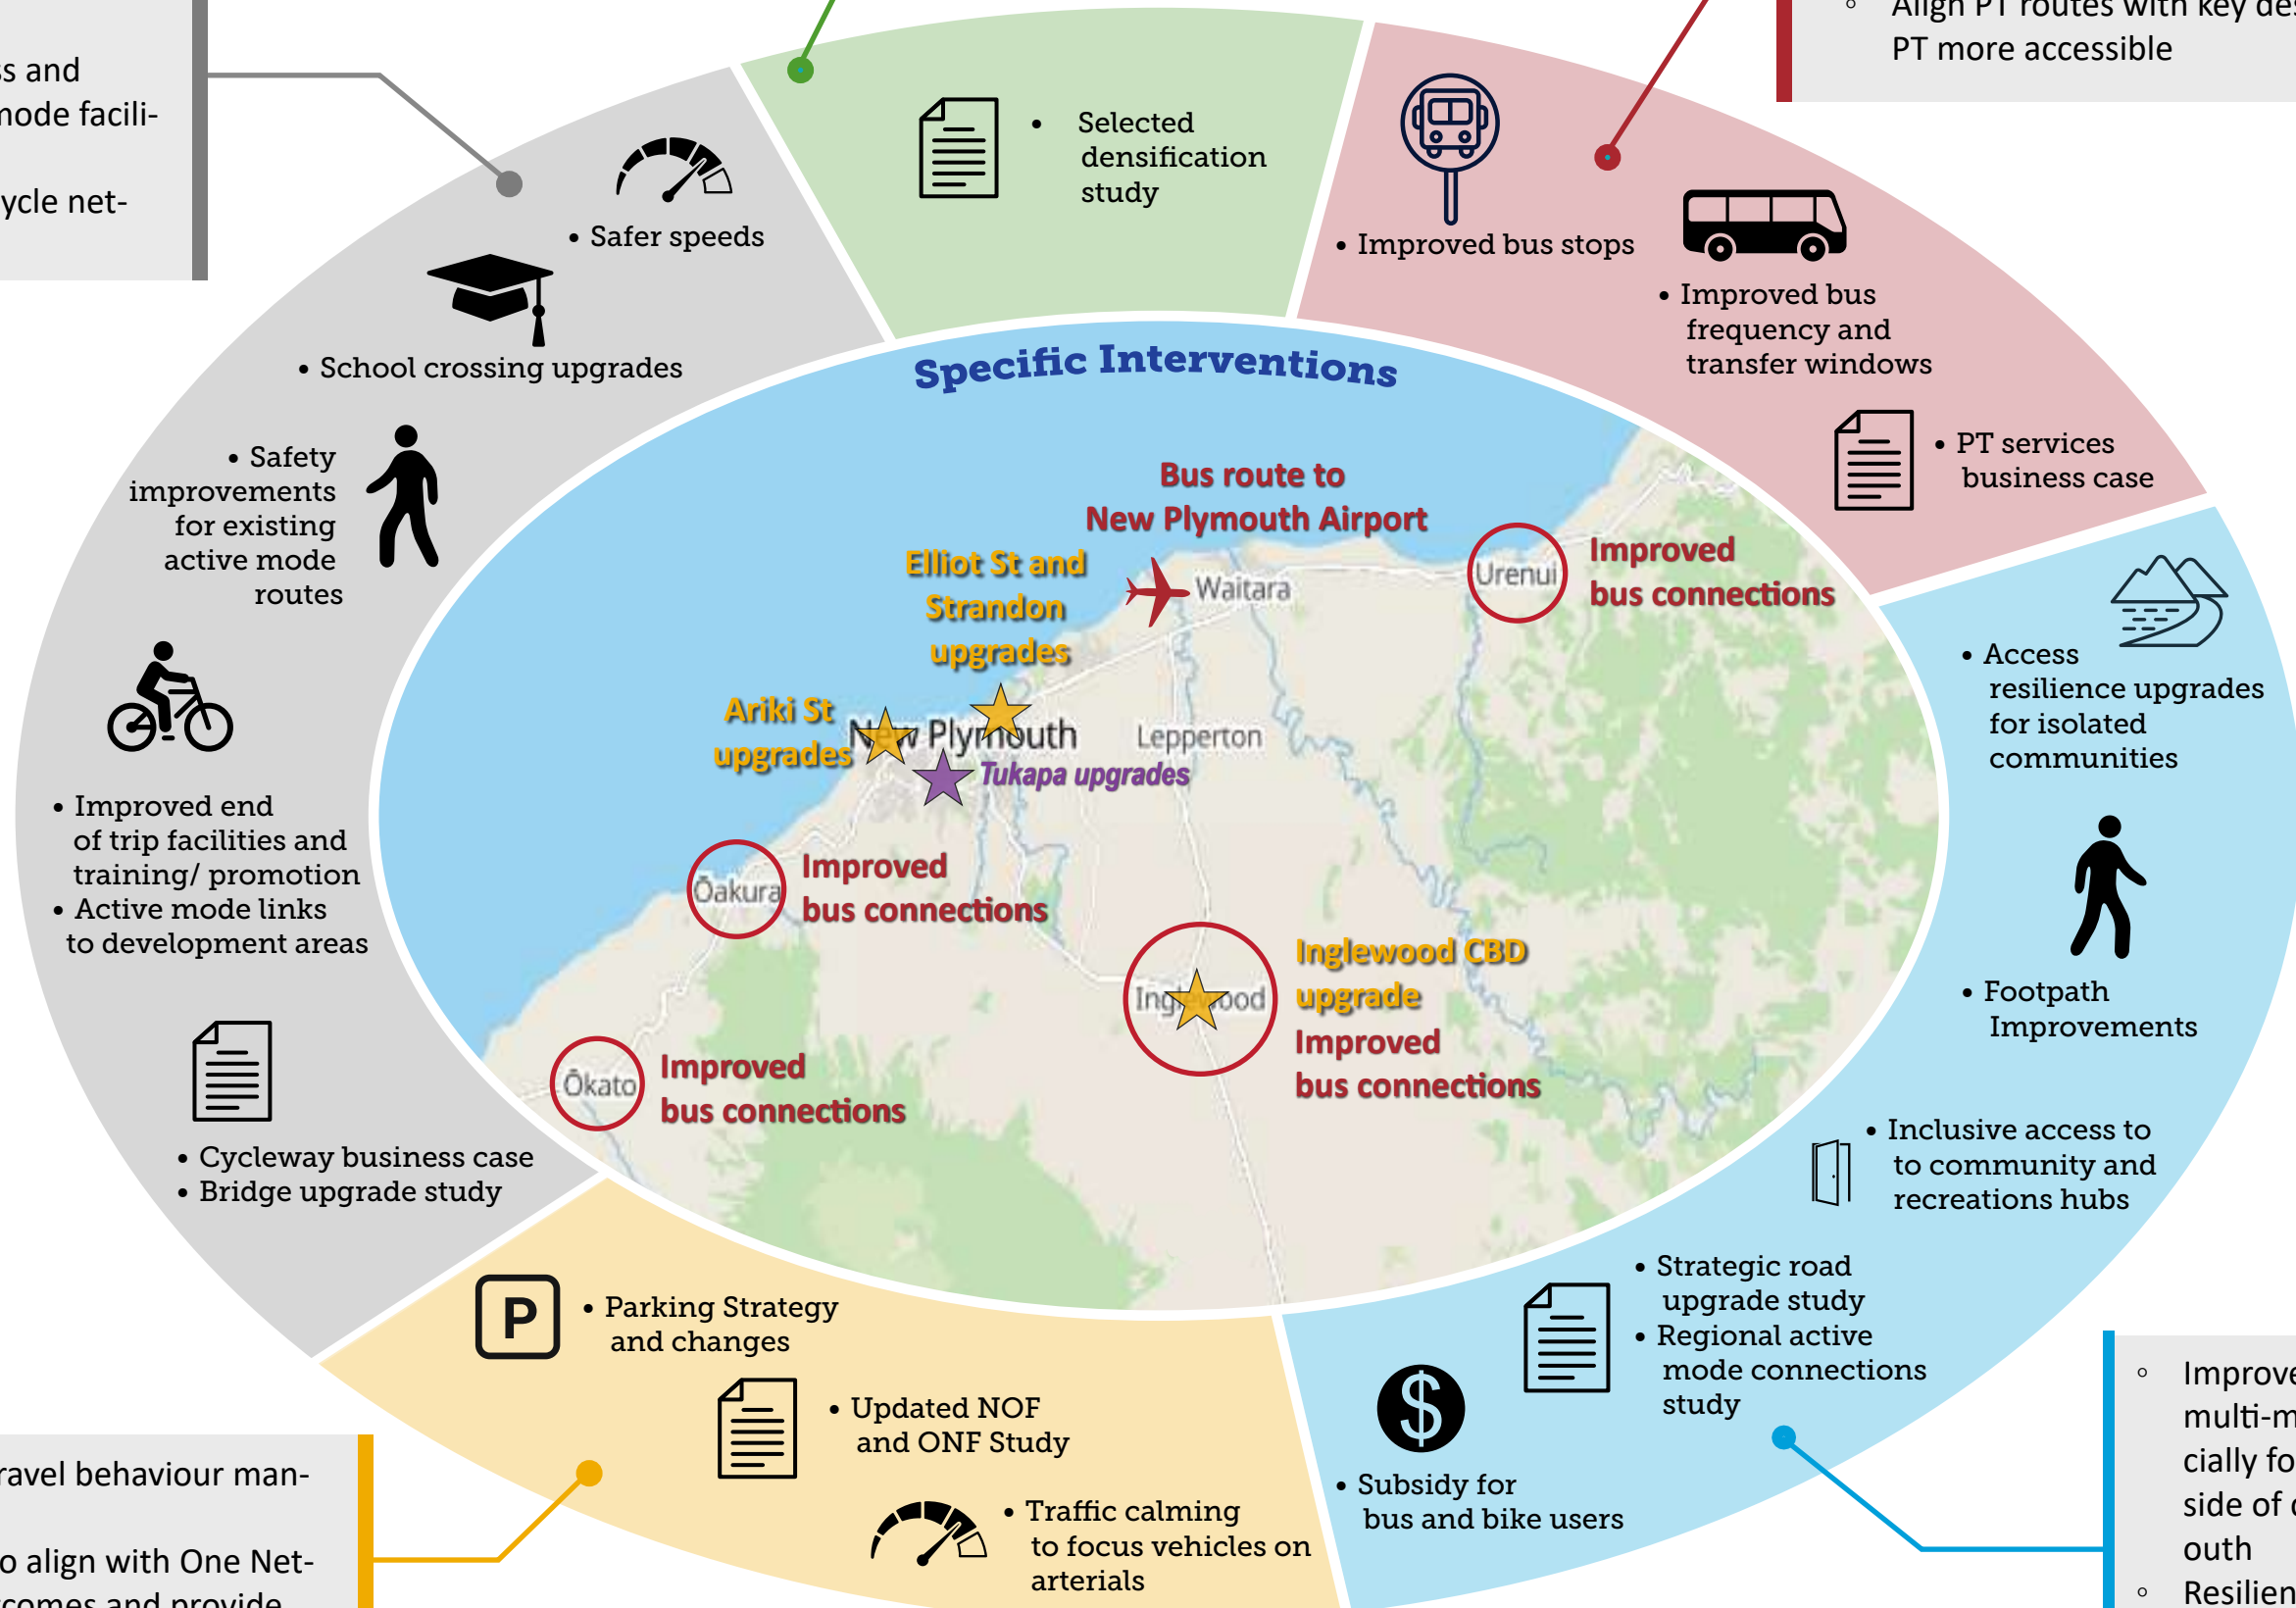 ss and
mode facili-
ycle net-
Align PT routes with key des
PT more accessible
• Selected
densification
study
• Improved bus stops
• Improved bus
frequency and
transfer windows
• PT services
business case
• Safer speeds
• School crossing upgrades
• Safety
improvements
for existing
active mode
routes
• Improved end
of trip facilities and
training/ promotion
• Active mode links
to development areas
• Cycleway business case
• Bridge upgrade study
Specific Interventions
Bus route to
New Plymouth Airport
Elliot St and
Strandon
upgrades
Waitara
Urenui
Improved
bus connections
Ariki St
upgrades
New Plymouth
Lepperton
Tukapa upgrades
Ōakura
Improved
bus connections
Inglewood
Inglewood CBD
upgrade
Improved
bus connections
Ōkato
Improved
bus connections
• Access
resilience upgrades
for isolated
communities
• Footpath
Improvements
• Inclusive access to
to community and
recreations hubs
• Strategic road
upgrade study
• Regional active
mode connections
study
$
• Subsidy for
bus and bike users
P
• Parking Strategy
and changes
• Updated NOF
and ONF Study
• Traffic calming
to focus vehicles on
arterials
ravel behaviour man-
o align with One Net-
comes and provide
◦ Improve
multi-m
cially fo
side of
outh
◦ Resilien